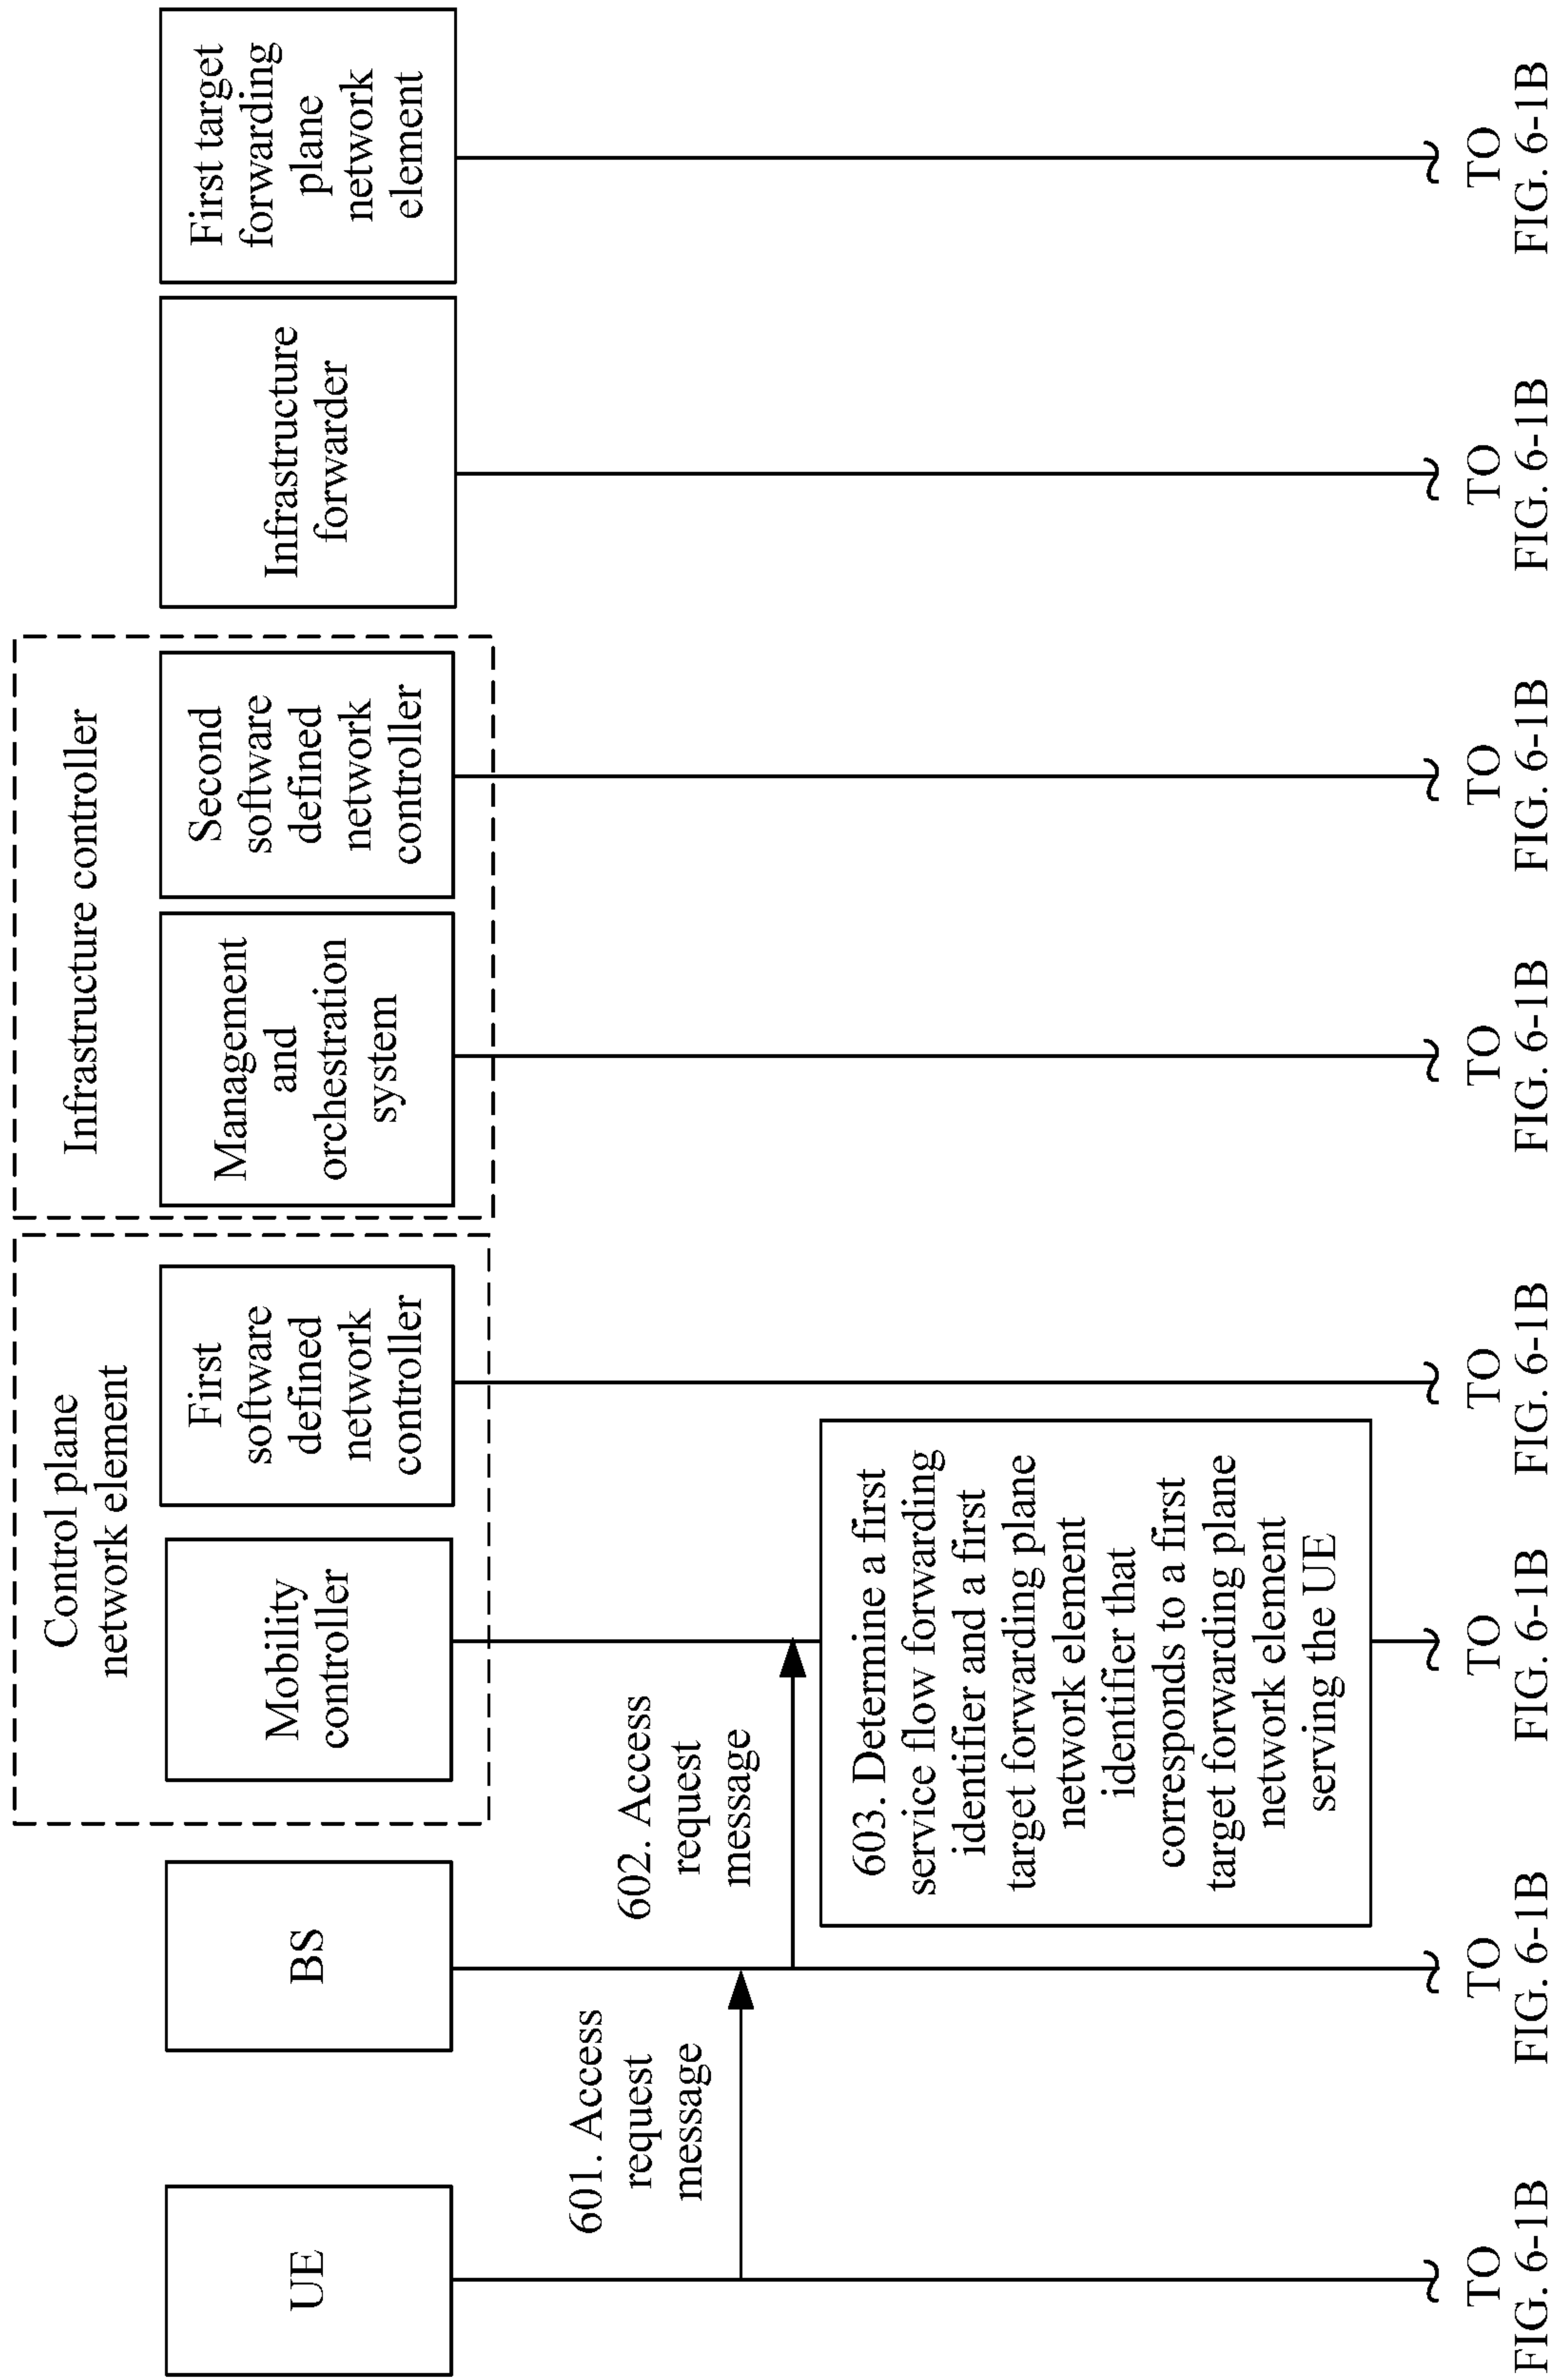 Control plane
network element
Infrastructure controller
UE
BS
Mobility
controller
First
software
defined
network
controller
Management
and
orchestration
system
Second
software
defined
network
controller
Infrastructure
forwarder
First target
forwarding
plane
network
element
601. Access
request
message
602. Access
request
message
603. Determine a first
service flow forwarding
identifier and a first
target forwarding plane
network element
identifier that
corresponds to a first
target forwarding plane
network element
serving the UE
TO
FIG. 6-1B
TO
FIG. 6-1B
TO
FIG. 6-1B
TO
FIG. 6-1B
TO
FIG. 6-1B
TO
FIG. 6-1B
TO
FIG. 6-1B
TO
FIG. 6-1B